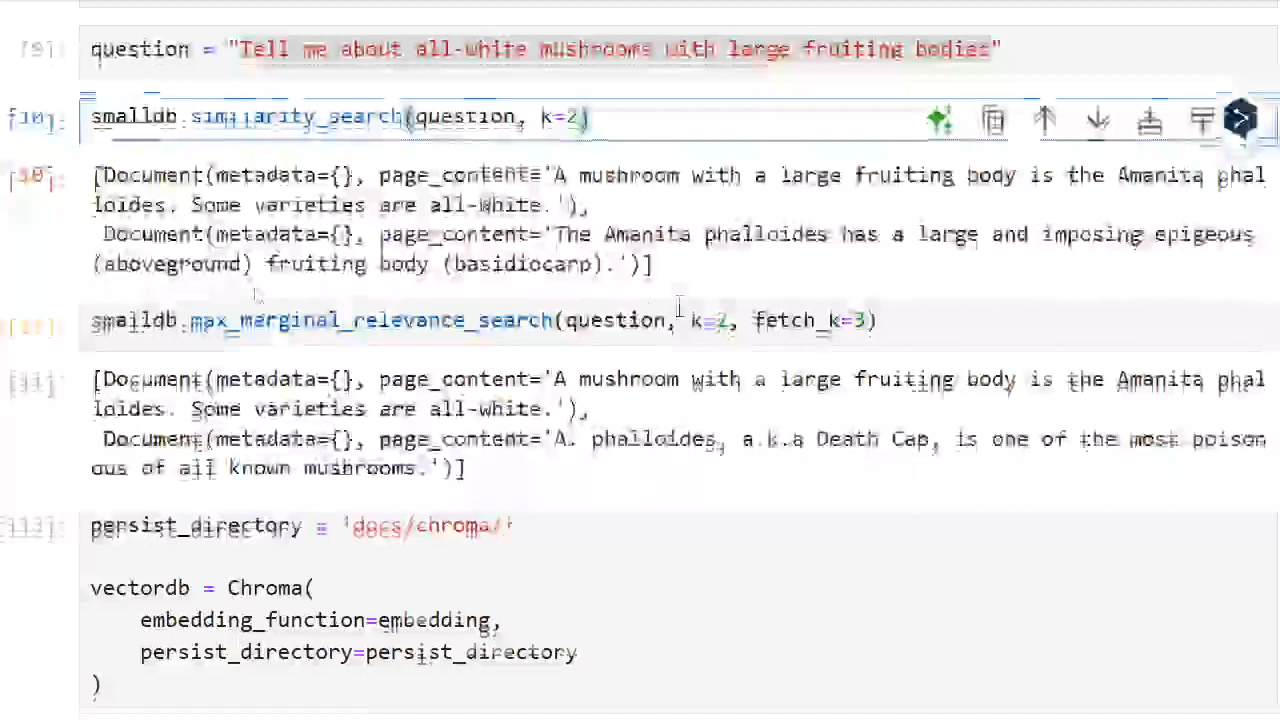 [9]: question = "Tell me about all-white mushrooms with large fruiting bodies"
[10]: smalldb.similarity_search(question, k=2)
[10]: [Document(metadata={}, page_content='A mushroom with a large fruiting body is the Amanita phal
loides. Some varieties are all-white.'),
Document(metadata={}, page_content='The Amanita phalloides has a large and imposing epigeous
(aboveground) fruiting body (basidiocarp).')]
smalldb.max_marginal_relevance_search(question, k=2, fetch_k=3)
[11]: [Document(metadata={}, page_content='A mushroom with a large fruiting body is the Amanita phal
loides. Some varieties are all-white.'),
Document(metadata={}, page_content='A. phalloides, a.k.a Death Cap, is one of the most poison
ous of all known mushrooms.')]
persist_directory = 'docs/chroma/'
vectordb = Chroma(
embedding_function=embedding,
persist_directory=persist_directory
)